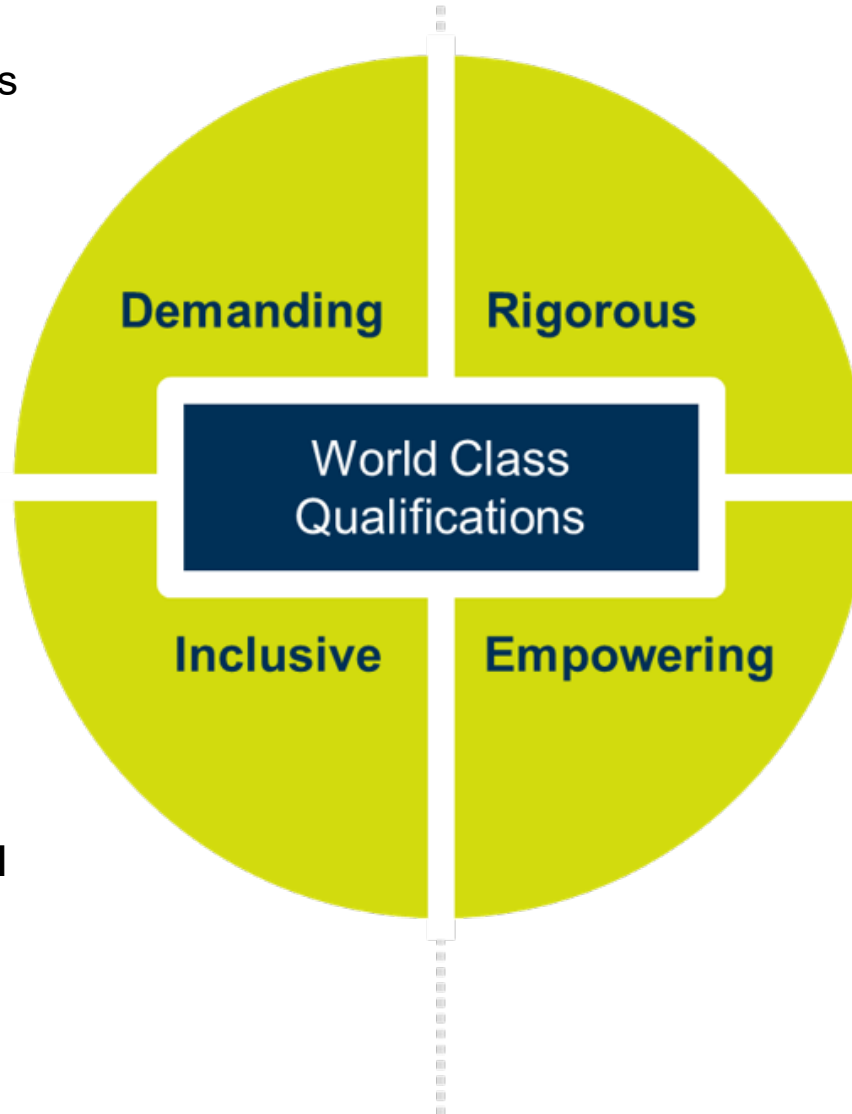 s
Demanding
Rigorous
World Class
Qualifications
Inclusive
Empowering